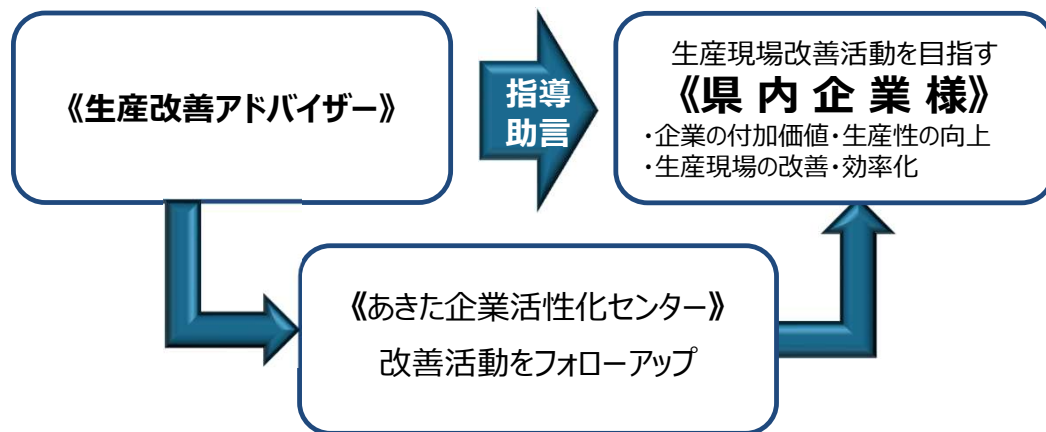 《生産改善アドバイザー》
指導
助言
生産現場改善活動を目指す
《県内企業様》
・企業の付加価値・生産性の向上
・生産現場の改善・効率化
《あきた企業活性化センター》
改善活動をフォローアップ